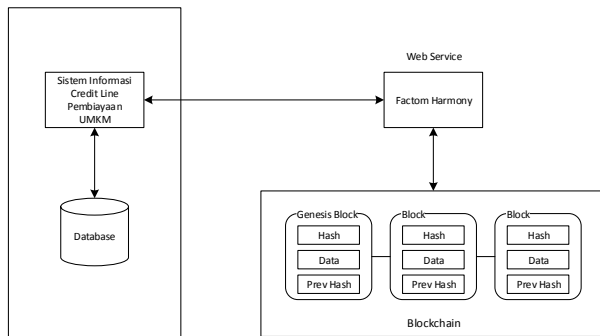 Web Service
Sistem Informasi
Credit Line
Pembiayaan
UMKM
Factom Harmony
Database
Genesis Block
Hash
Data
Prev Hash
Block
Hash
Data
Prev Hash
Block
Hash
Data
Prev Hash
Blockchain